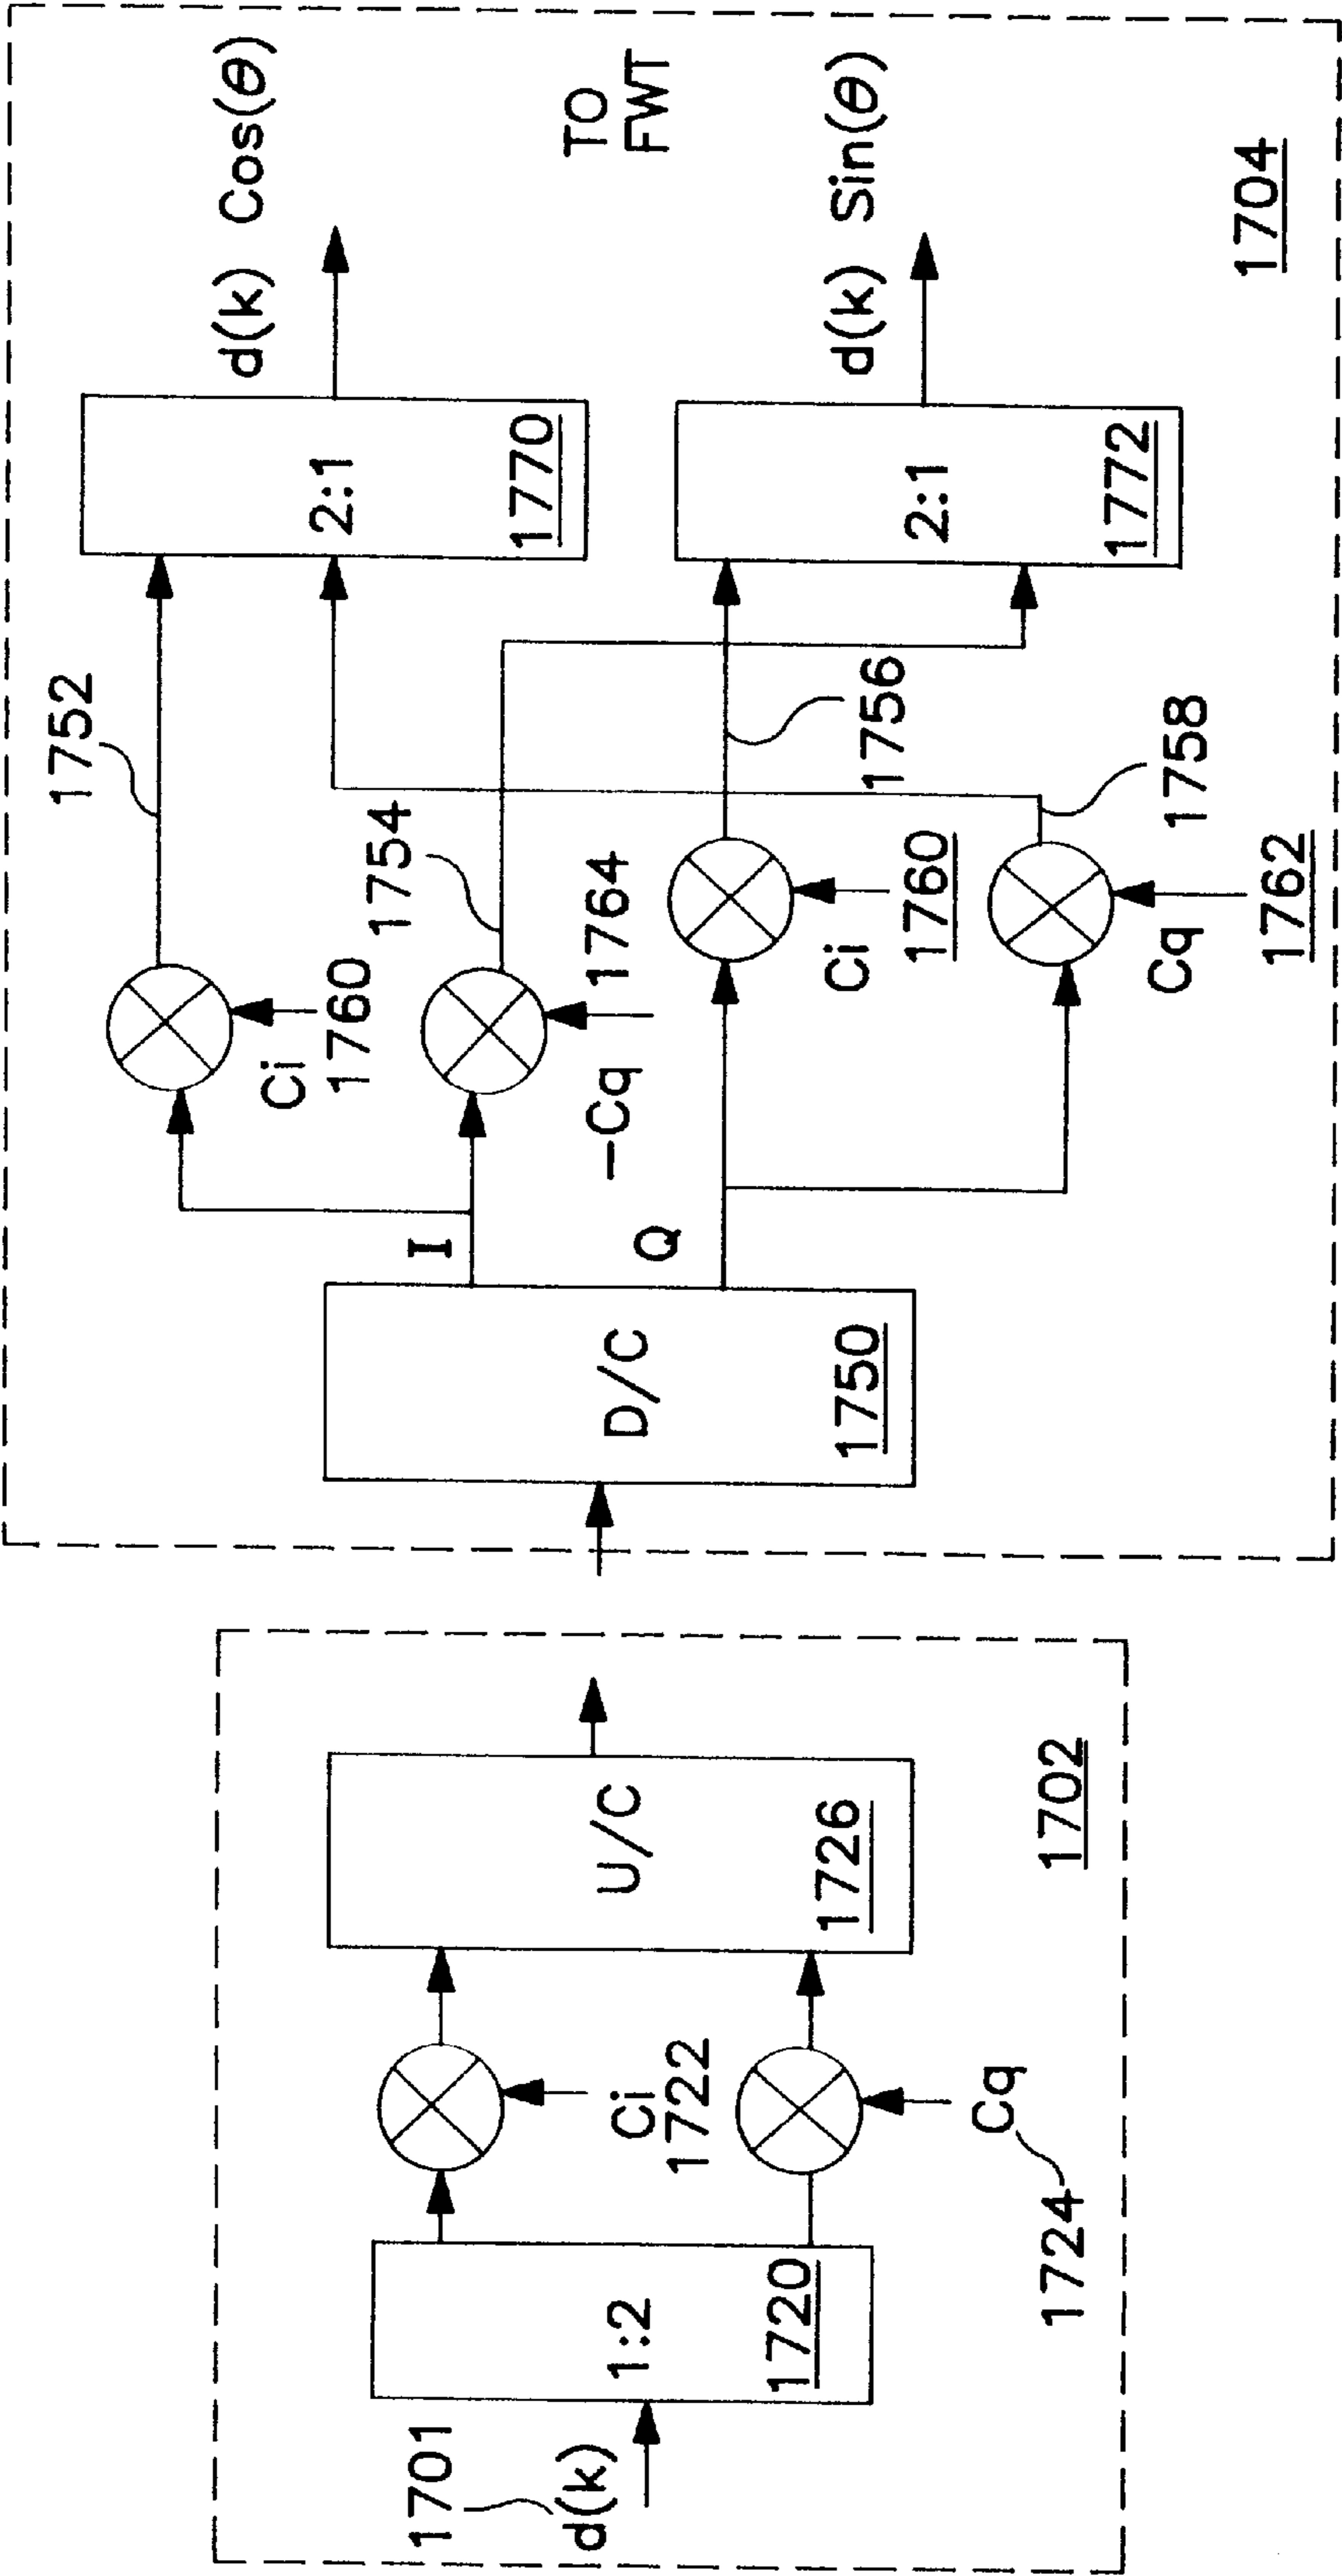 1701
d(k)
1:2
1720
Ci
1722
Cq
1724
U/C
1726
1702
D/C
1750
I
Q
Ci
1760
1752
−Cq
1764
1754
Ci
1760
1756
Cq
1762
1758
2:1
1770
2:1
1772
d(k) Cos(θ)
TO
FWT
d(k) Sin(θ)
1704